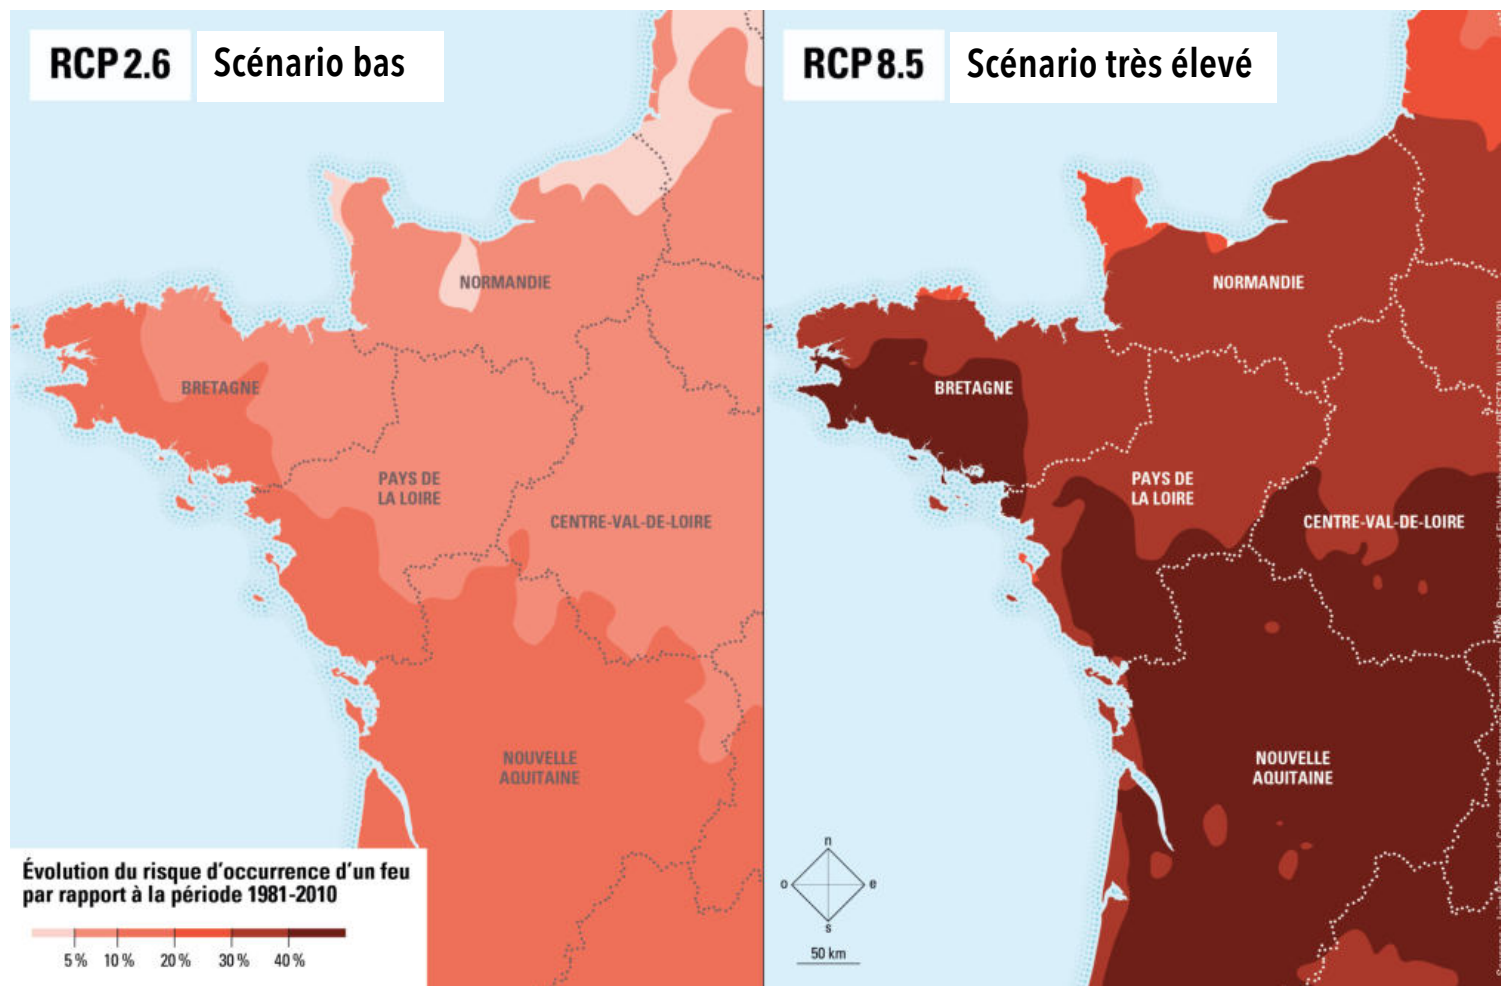 RCP 2.6
Scénario bas
NORMANDIE
BRETAGNE
PAYS DE
LA LOIRE
CENTRE-VAL-DE-LOIRE
NOUVELLE
AQUITAINE
Évolution du risque d'occurrence d'un feu
par rapport à la période 1981-2010
5 % 10 % 20 % 30 % 40 %
RCP 8.5
Scénario très élevé
NORMANDIE
BRETAGNE
PAYS DE
LA LOIRE
CENTRE-VAL-DE-LOIRE
NOUVELLE
AQUITAINE
n
o
e
s
50 km